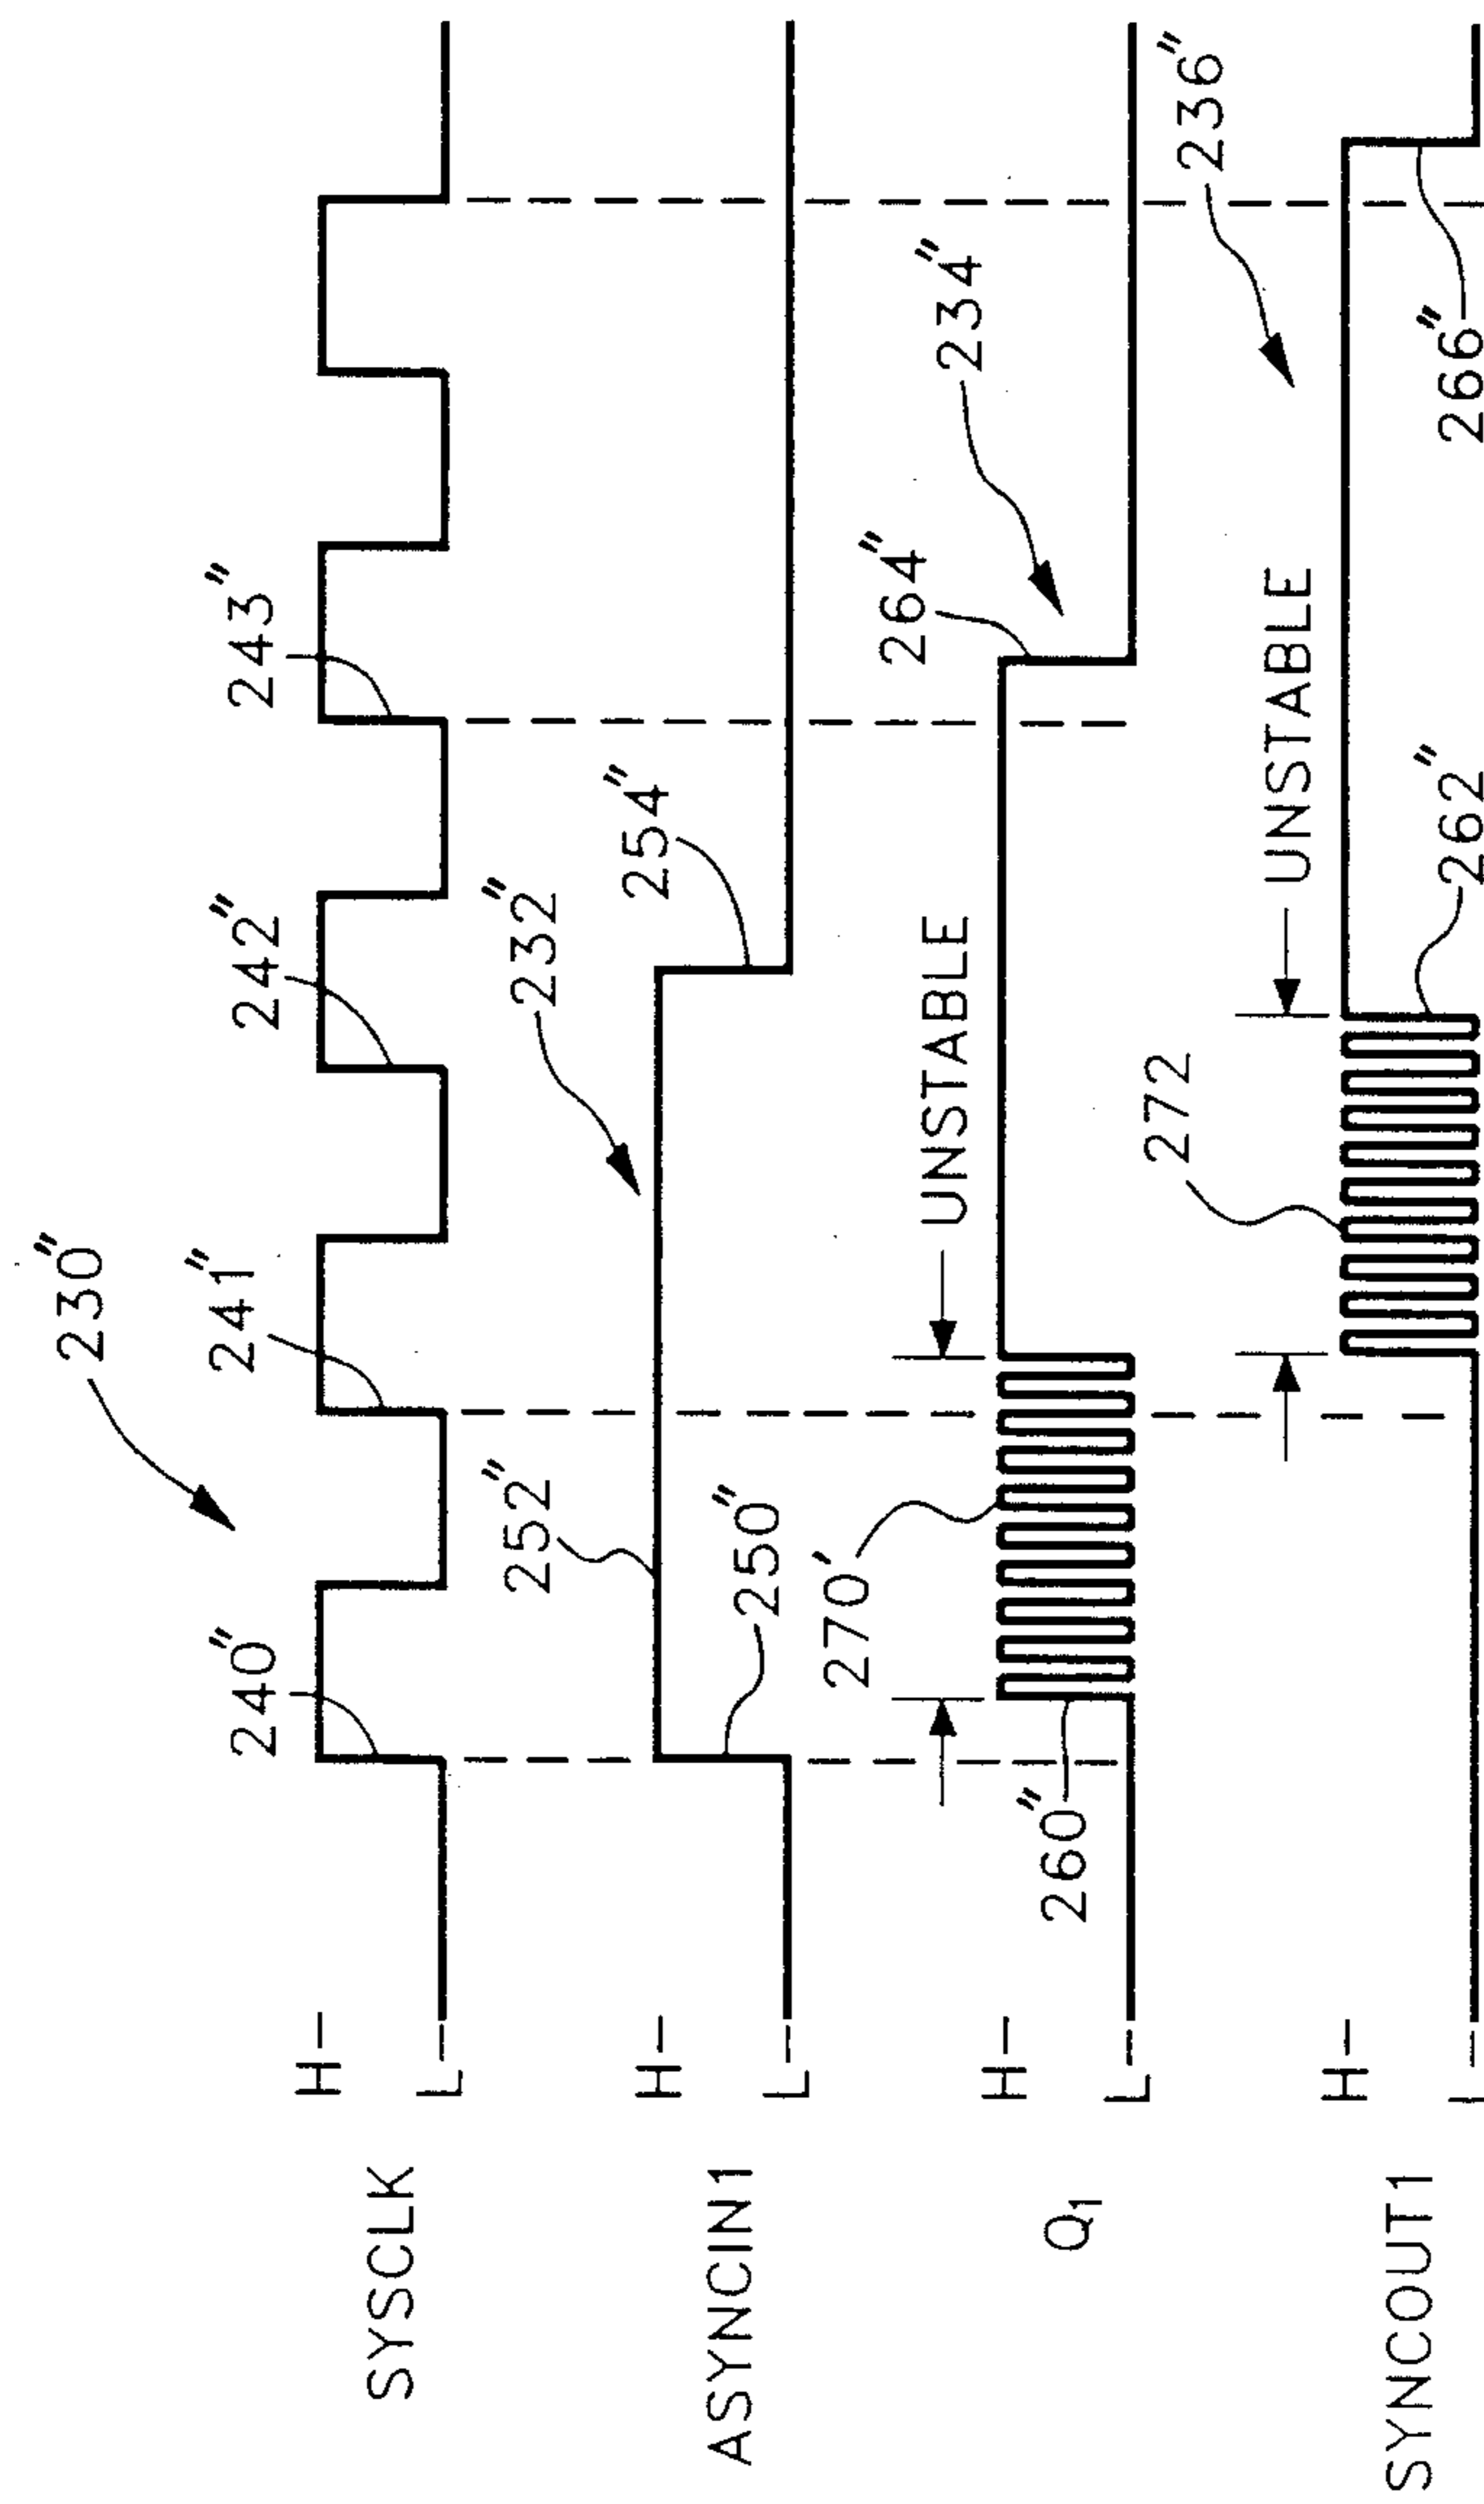 230"
240"
241"
242"
243"
H
L
SYSCLK
252"
232"
254"
250"
H
L
ASYNCIN1
270'
UNSTABLE
264"
234"
260"
H
L
Q1
272
UNSTABLE
236"
262"
266"
H
L
SYNCOUT1